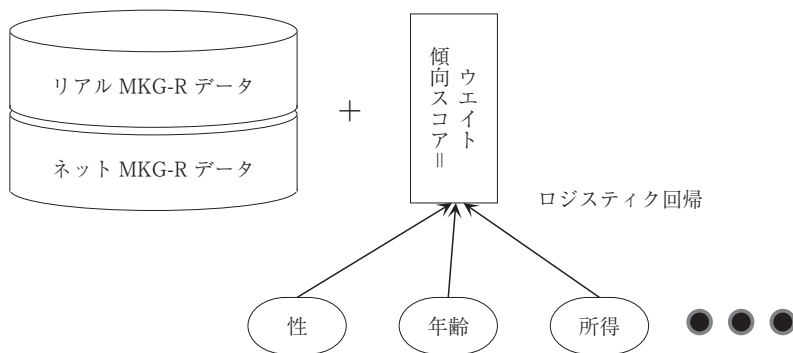 リアル MKG-R データ
ネット MKG-R データ
+
ウエイト
傾向スコア=
ロジスティク回帰
性
年齢
所得